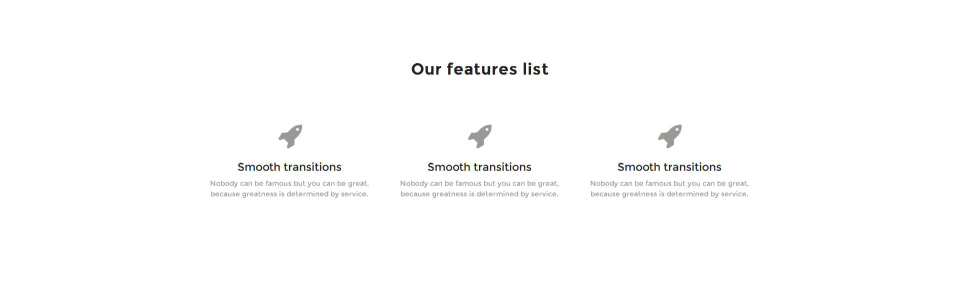 Our features list
Smooth transitions
Nobody can be famous but you can be great,
because greatness is determined by service.
Smooth transitions
Nobody can be famous but you can be great,
because greatness is determined by service.
Smooth transitions
Nobody can be famous but you can be great,
because greatness is determined by service.